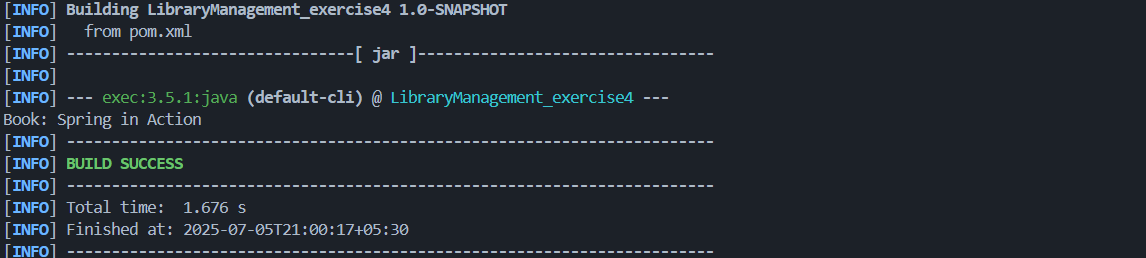 [INFO] Building LibraryManagement_exercise4 1.0-SNAPSHOT
[INFO]   from pom.xml
[INFO] --------------------------------[ jar ]---------------------------------
[INFO]
[INFO] --- exec:3.5.1:java (default-cli) @ LibraryManagement_exercise4 ---
Book: Spring in Action
[INFO] ------------------------------------------------------------------------
[INFO] BUILD SUCCESS
[INFO] ------------------------------------------------------------------------
[INFO] Total time:  1.676 s
[INFO] Finished at: 2025-07-05T21:00:17+05:30
[INFO] ------------------------------------------------------------------------